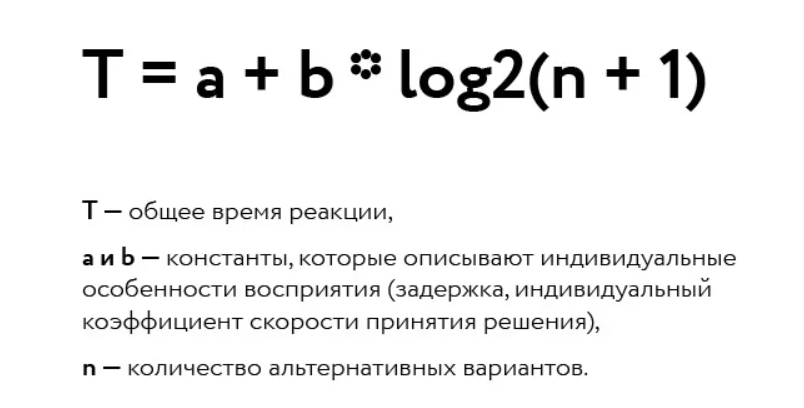 T = a + b * log2(n + 1)
T — общее время реакции,
a и b — константы, которые описывают индивидуальные
особенности восприятия (задержка, индивидуальный
коэффициент скорости принятия решения),
n — количество альтернативных вариантов.